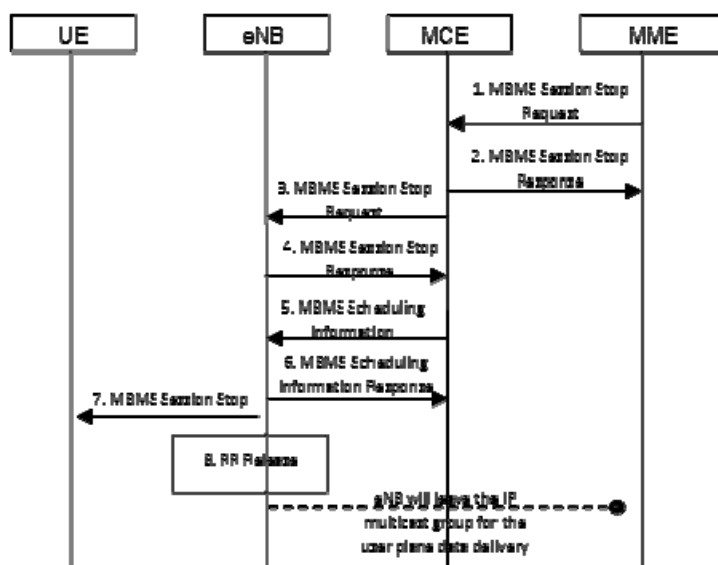 UE
eNB
MCE
MME
1. MBMS Session Stop
Request
2. MBMS Session Stop
Response
3. MBMS Session Stop
Request
4. MBMS Session Stop
Response
5. MBMS Scheduling
Information
6. MBMS Scheduling
Information Response
7. MBMS Session Stop
8. RR Release
eNB will leave the IP
multicast group for the
user plane data delivery